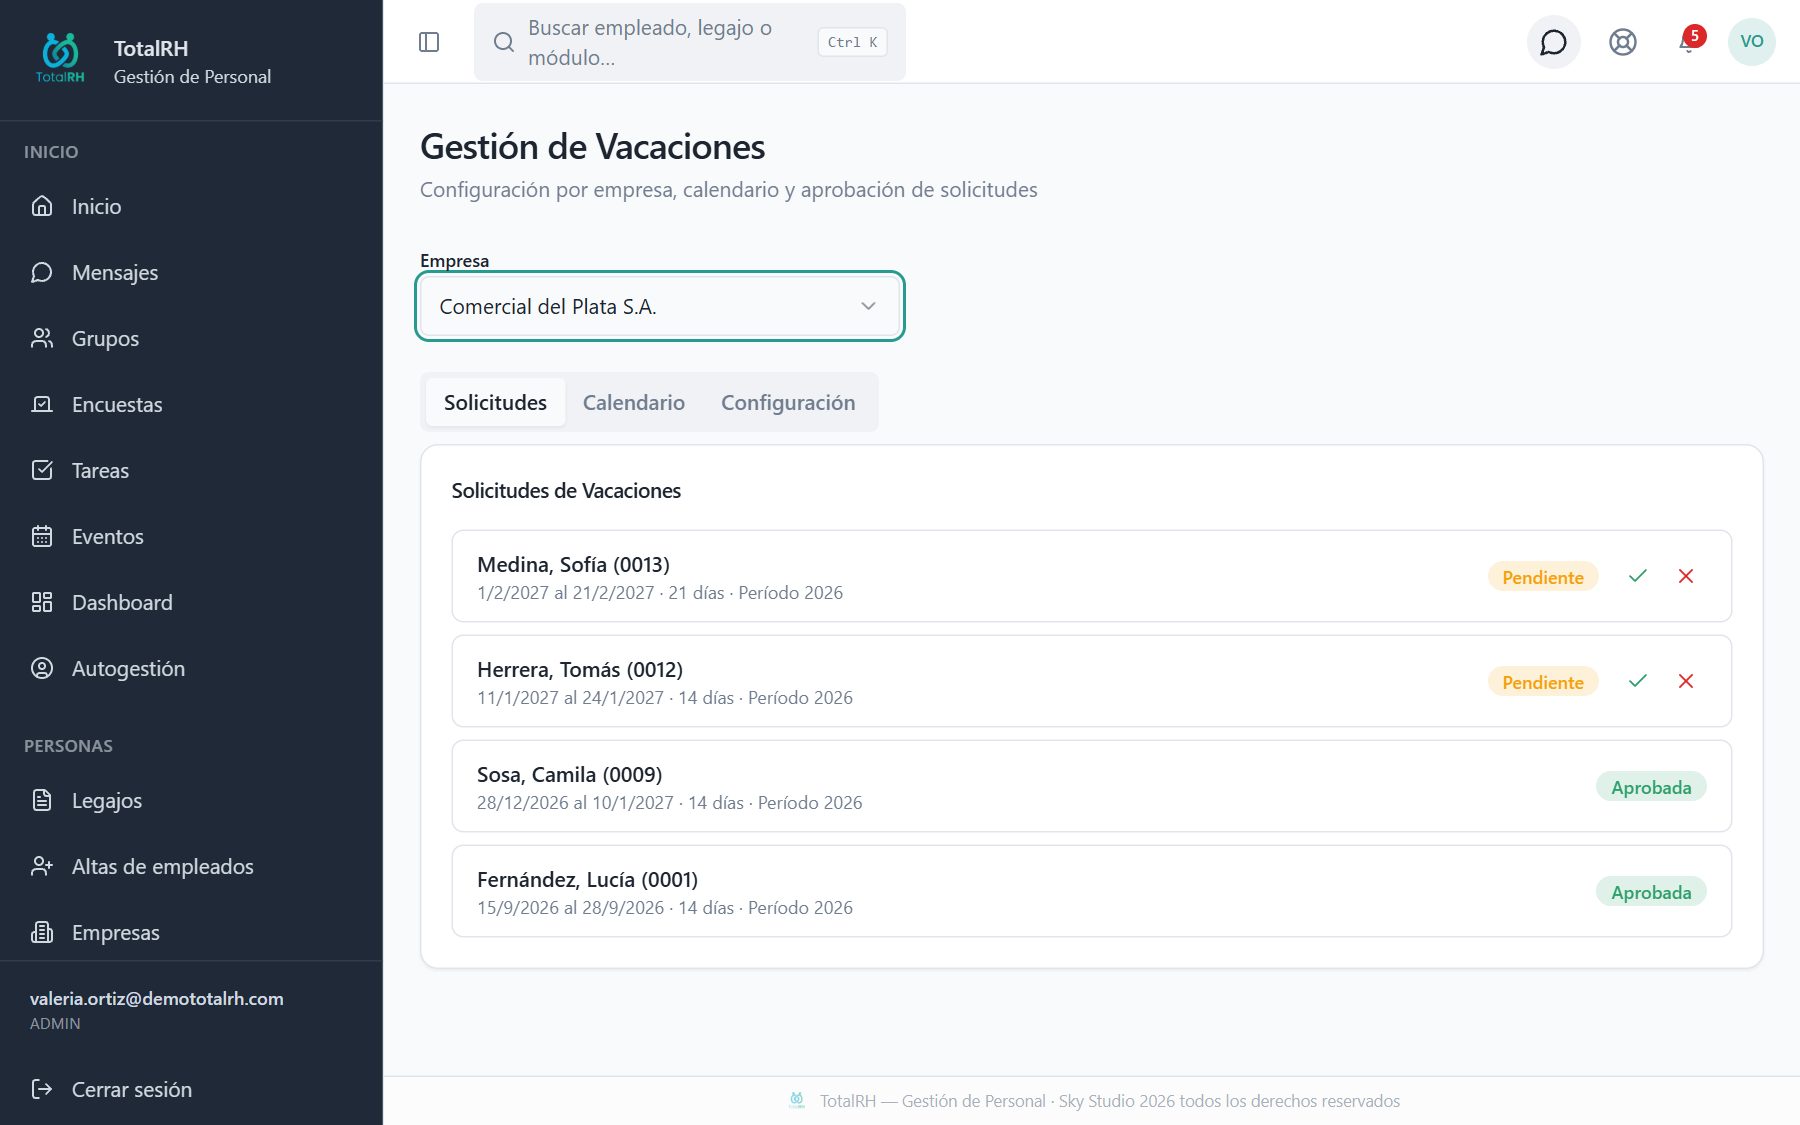 TotalRH
TotalRH
Gestión de Personal
INICIO
Inicio
Mensajes
Grupos
Encuestas
Tareas
Eventos
Dashboard
Autogestión
PERSONAS
Legajos
Altas de empleados
Empresas
valeria.ortiz@demototalrh.com
ADMIN
Cerrar sesión
Buscar empleado, legajo o
módulo...
Ctrl K
5
VO
Gestión de Vacaciones
Configuración por empresa, calendario y aprobación de solicitudes
Empresa
Comercial del Plata S.A.
Solicitudes
Calendario
Configuración
Solicitudes de Vacaciones
Medina, Sofía (0013)
1/2/2027 al 21/2/2027 · 21 días · Período 2026
Pendiente
Herrera, Tomás (0012)
11/1/2027 al 24/1/2027 · 14 días · Período 2026
Pendiente
Sosa, Camila (0009)
28/12/2026 al 10/1/2027 · 14 días · Período 2026
Aprobada
Fernández, Lucía (0001)
15/9/2026 al 28/9/2026 · 14 días · Período 2026
Aprobada
TotalRH — Gestión de Personal · Sky Studio 2026 todos los derechos reservados